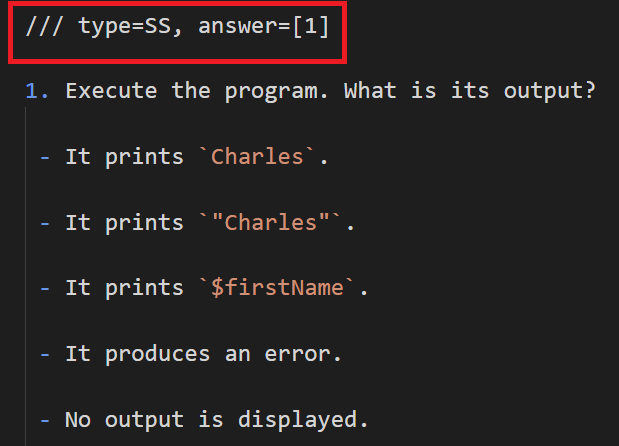 /// type=SS, answer=[1]
1. Execute the program. What is its output?
- It prints `Charles`.
- It prints `"Charles"`.
- It prints `$firstName`.
- It produces an error.
- No output is displayed.